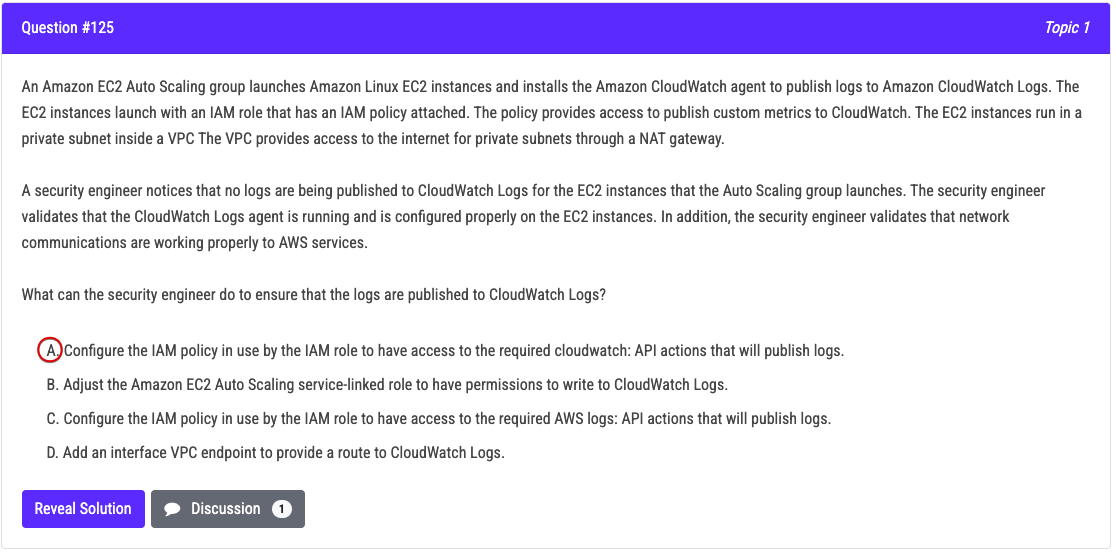 Question #125
Topic 1
An Amazon EC2 Auto Scaling group launches Amazon Linux EC2 instances and installs the Amazon CloudWatch agent to publish logs to Amazon CloudWatch Logs. The
EC2 instances launch with an IAM role that has an IAM policy attached. The policy provides access to publish custom metrics to CloudWatch. The EC2 instances run in a
private subnet inside a VPC The VPC provides access to the internet for private subnets through a NAT gateway.
A security engineer notices that no logs are being published to CloudWatch Logs for the EC2 instances that the Auto Scaling group launches. The security engineer
validates that the CloudWatch Logs agent is running and is configured properly on the EC2 instances. In addition, the security engineer validates that network
communications are working properly to AWS services.
What can the security engineer do to ensure that the logs are published to CloudWatch Logs?
A. Configure the IAM policy in use by the IAM role to have access to the required cloudwatch: API actions that will publish logs.
B. Adjust the Amazon EC2 Auto Scaling service-linked role to have permissions to write to CloudWatch Logs.
C. Configure the IAM policy in use by the IAM role to have access to the required AWS logs: API actions that will publish logs.
D. Add an interface VPC endpoint to provide a route to CloudWatch Logs.
Reveal Solution
Discussion 1